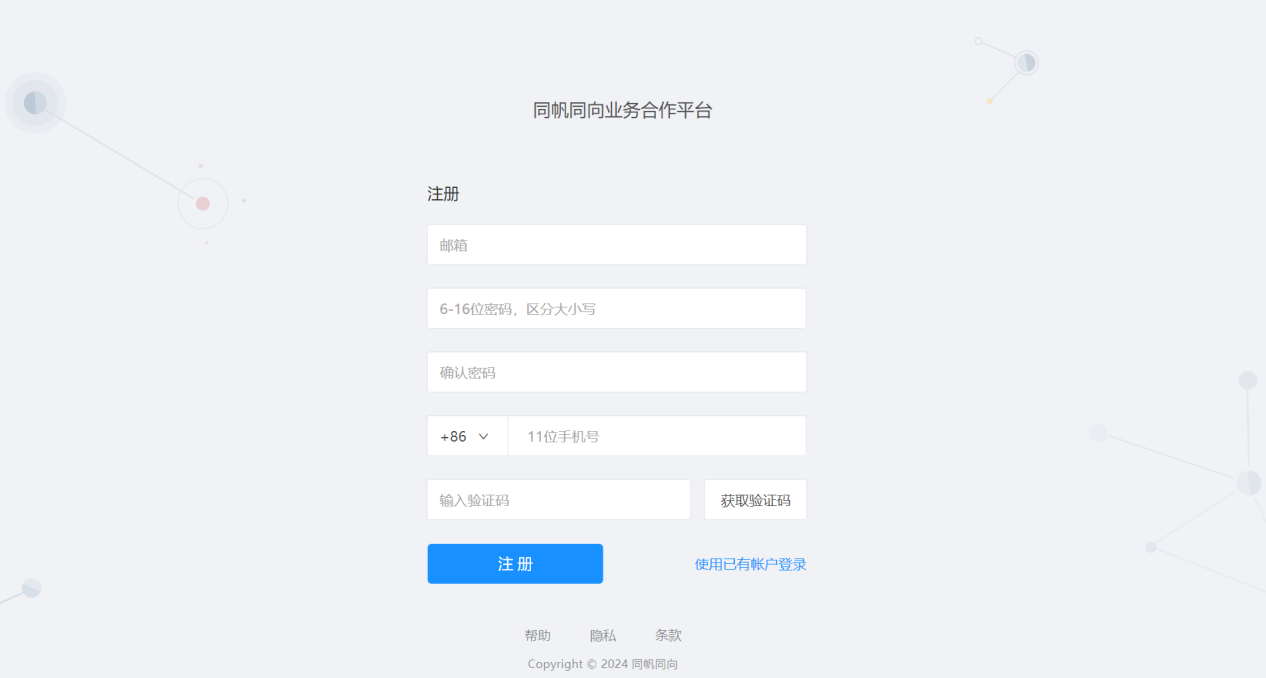 同帆同向业务合作平台
注册
邮箱
6-16位密码，区分大小写
确认密码
+86 11位手机号
输入验证码 获取验证码
注 册 使用已有帐户登录
帮助 隐私 条款
Copyright © 2024 同帆同向